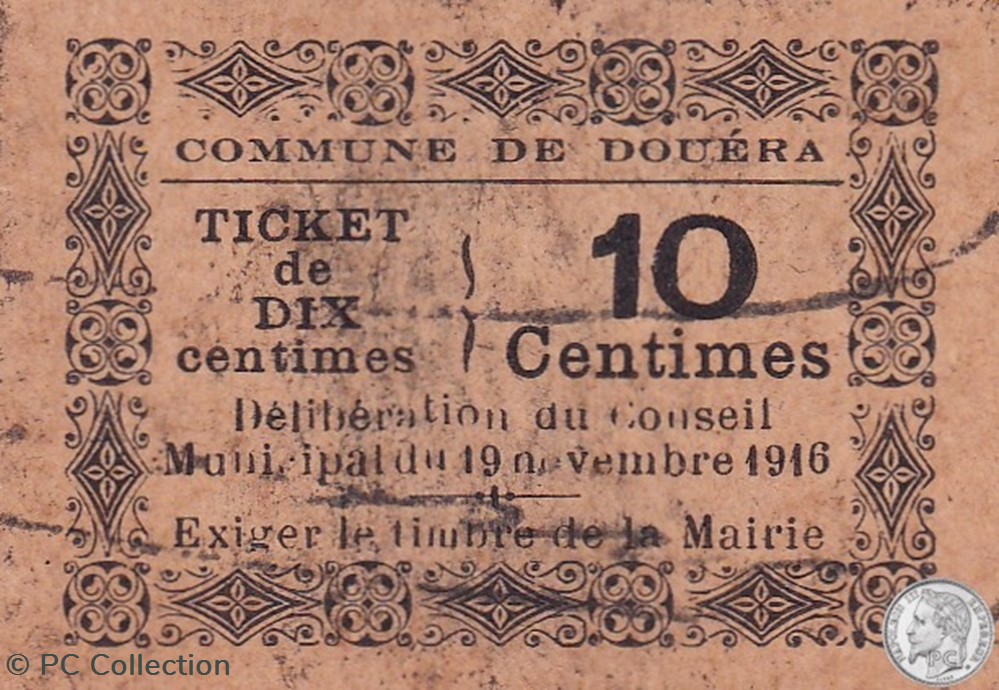 COMMUNE DE DOUÉRA
TICKET
de
DIX
centimes
10
Centimes
Délibération du Conseil
Municipal du 19 novembre 1916
Exiger le timbre de la Mairie
© PC Collection
PC